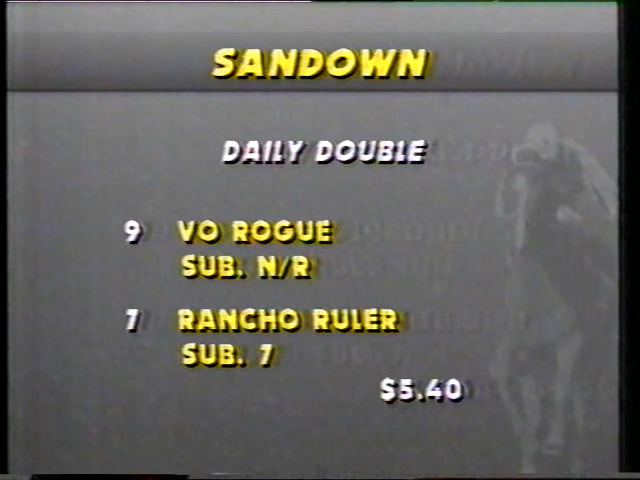 SANDOWN
DAILY DOUBLE
9 VO ROGUE
SUB. N/R
7 RANCHO RULER
SUB. 7
$5.40